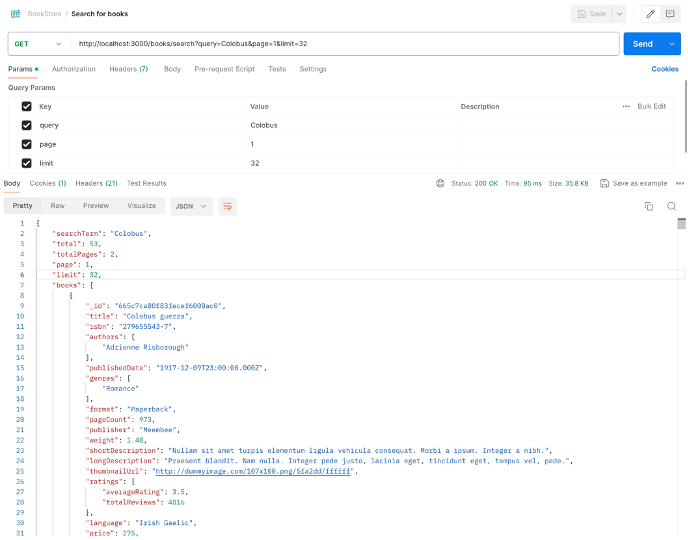 BookStore / Search for books
Save
GET http://localhost:3000/books/search?query=Colobus&page=1&limit=32 Send
Params Authorization Headers (7) Body Pre-request Script Tests Settings Cookies
Query Params
Key Value Description ••• Bulk Edit
query Colobus
page 1
limit 32
Body Cookies (1) Headers (21) Test Results Status: 200 OK Time: 95 ms Size: 35.8 KB Save as example •••
Pretty Raw Preview Visualize JSON
1 {
2 "searchTerm": "Colobus",
3 "total": 53,
4 "totalPages": 2,
5 "page": 1,
6 "limit": 32,
7 "books": [
8 {
9 "_id": "665c7ca80f83fecef6008ac0",
10 "title": "Colobus guerza",
11 "isbn": "279655543-7",
12 "authors": [
13 "Adrienne Risborough"
14 ],
15 "publishedDate": "1917-12-09T23:00:00.000Z",
16 "genres": [
17 "Romance"
18 ],
19 "format": "Paperback",
20 "pageCount": 973,
21 "publisher": "Meembee",
22 "weight": 1.48,
23 "shortDescription": "Nullam sit amet turpis elementum ligula vehicula consequat. Morbi a ipsum. Integer a nibh.",
24 "longDescription": "Praesent blandit. Nam nulla. Integer pede justo, lacinia eget, tincidunt eget, tempus vel, pede.",
25 "thumbnailUrl": "http://dummyimage.com/107x100.png/5fa2dd/ffffff",
26 "ratings": {
27 "averageRating": 3.5,
28 "totalReviews": 4816
29 },
30 "language": "Irish Gaelic",
31 "price": 275,